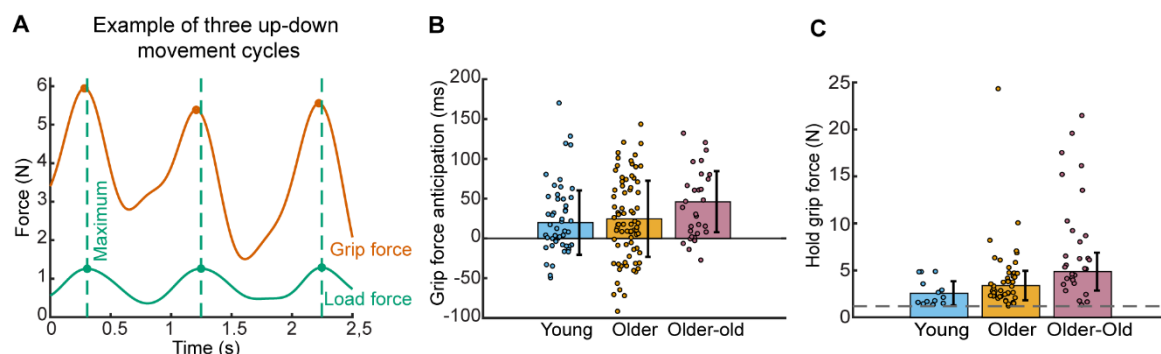 A
Example of three up-down
movement cycles
Force (N)
6
5
4
3
2
1
0
Maximum
Grip force
Load force
0
0.5
1
1.5
2
2,5
Time (s)
B
Grip force anticipation (ms)
200
150
100
50
0
-50
-100
Young
Older
Older-old
C
Hold grip force (N)
25
20
15
10
5
0
Young
Older
Older-Old